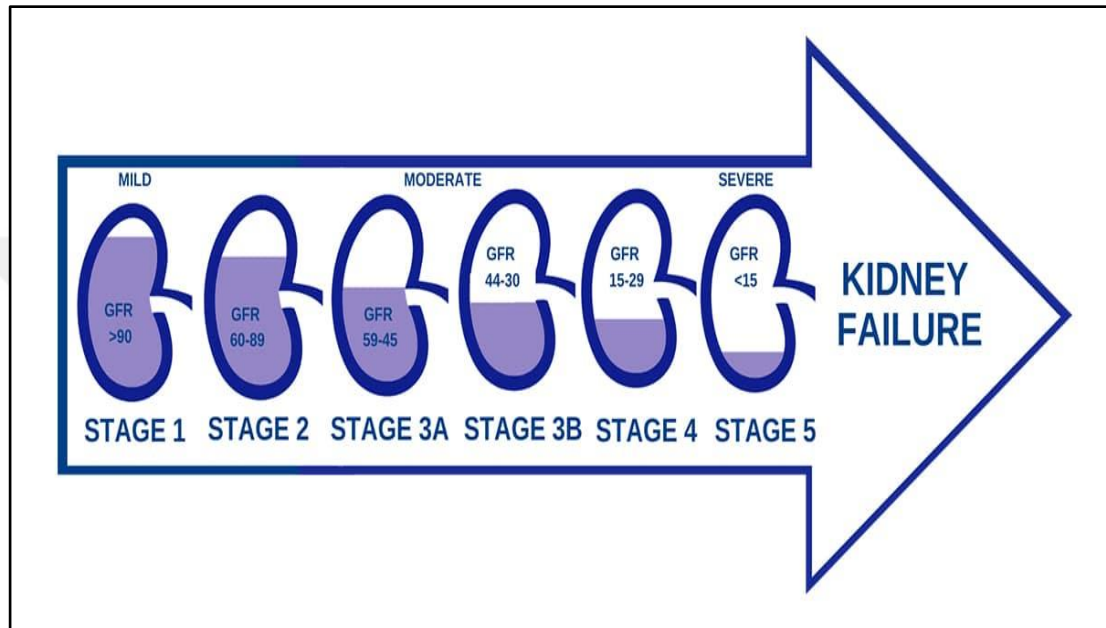 MILD
MODERATE
SEVERE
GFR
>90
GFR
60-89
GFR
59-45
GFR
44-30
GFR
15-29
GFR
<15
STAGE 1
STAGE 2
STAGE 3A
STAGE 3B
STAGE 4
STAGE 5
KIDNEY
FAILURE